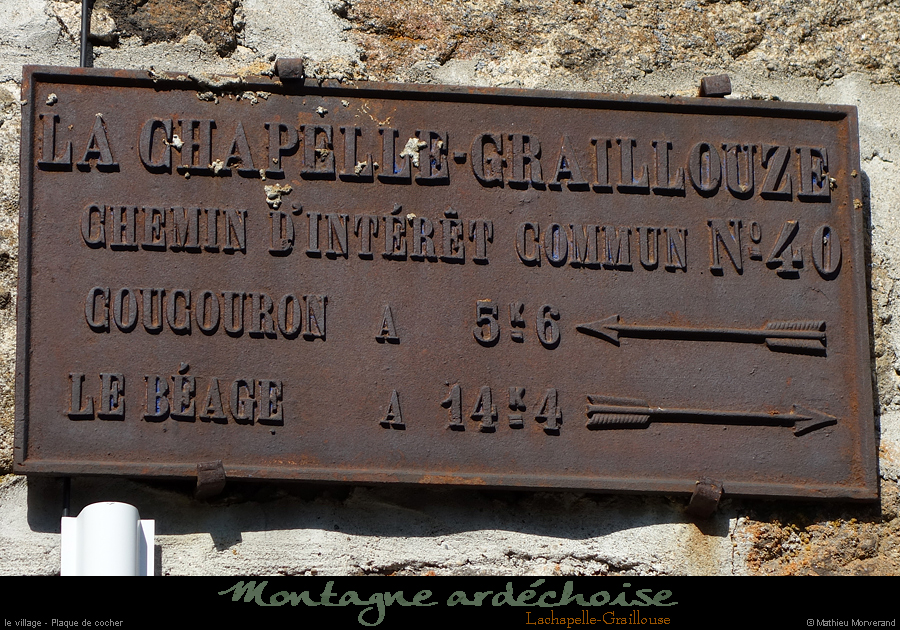 LA CHAPELLE-GRAILLOUZE
CHEMIN D'INTÉRÊT COMMUN No. 40
COUCOURON A 5K6
LE BÉAGE A 14K4
Montagne ardéchoise
Lachapelle-Graillouse
le village - Plaque de cocher
© Mathieu Morverand